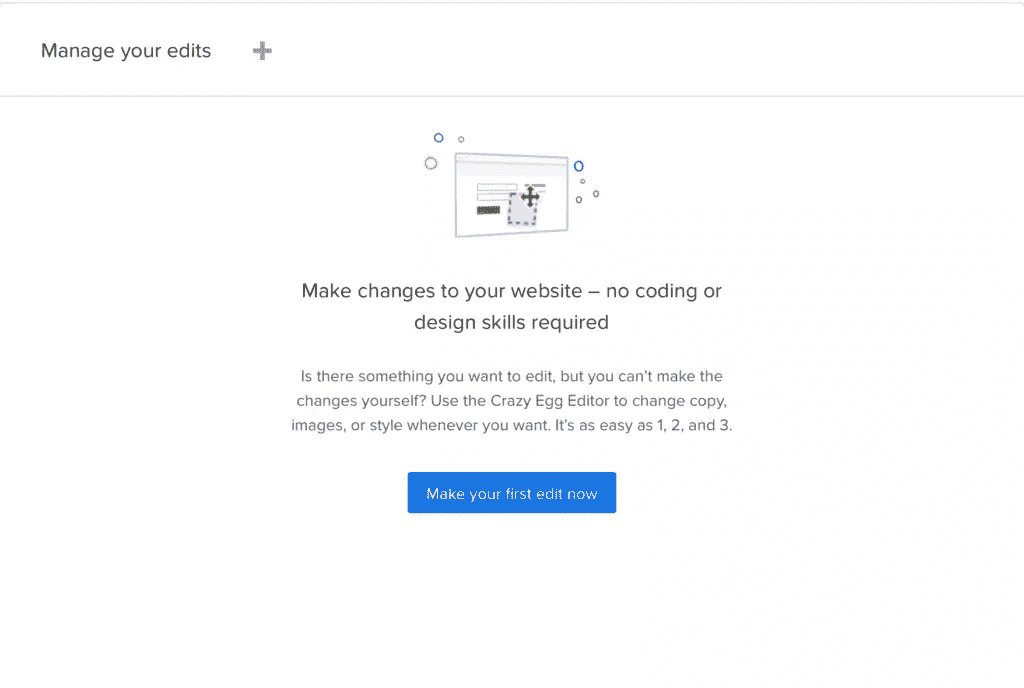 Manage your edits
Make changes to your website – no coding or
design skills required
Is there something you want to edit, but you can't make the
changes yourself? Use the Crazy Egg Editor to change copy,
images, or style whenever you want. It's as easy as 1, 2, and 3.
Make your first edit now